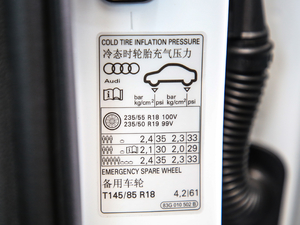 COLD TIRE INFLATION PRESSURE
冷态时轮胎充气压力
Audi
bar kg/cm² psi bar kg/cm² psi
235/55 R18 100V
235/50 R19 99V
2,4 35 2,3 33
2,1 30 2,0 29
2,4 35 2,3 33
EMERGENCY SPARE WHEEL
备用车轮
T145/85 R18 4,2 61
83G 010 502 B